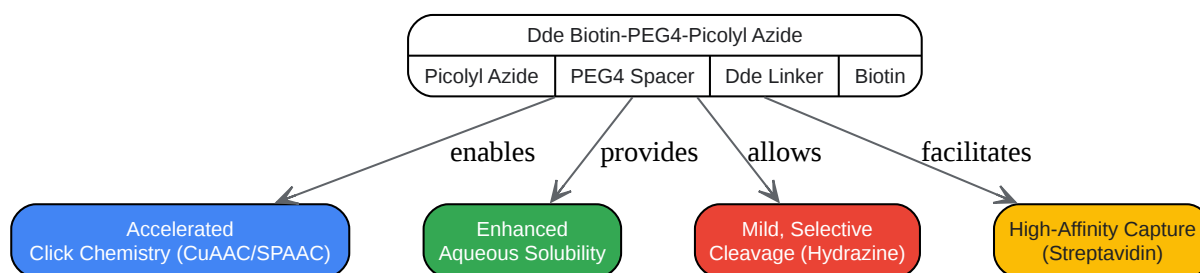 Dde Biotin-PEG4-Picolyl Azide
Picolyl Azide
PEG4 Spacer
Dde Linker
Biotin
enables
provides
allows
facilitates
Accelerated
Click Chemistry (CuAAC/SPAAC)
Enhanced
Aqueous Solubility
Mild, Selective
Cleavage (Hydrazine)
High-Affinity Capture
(Streptavidin)